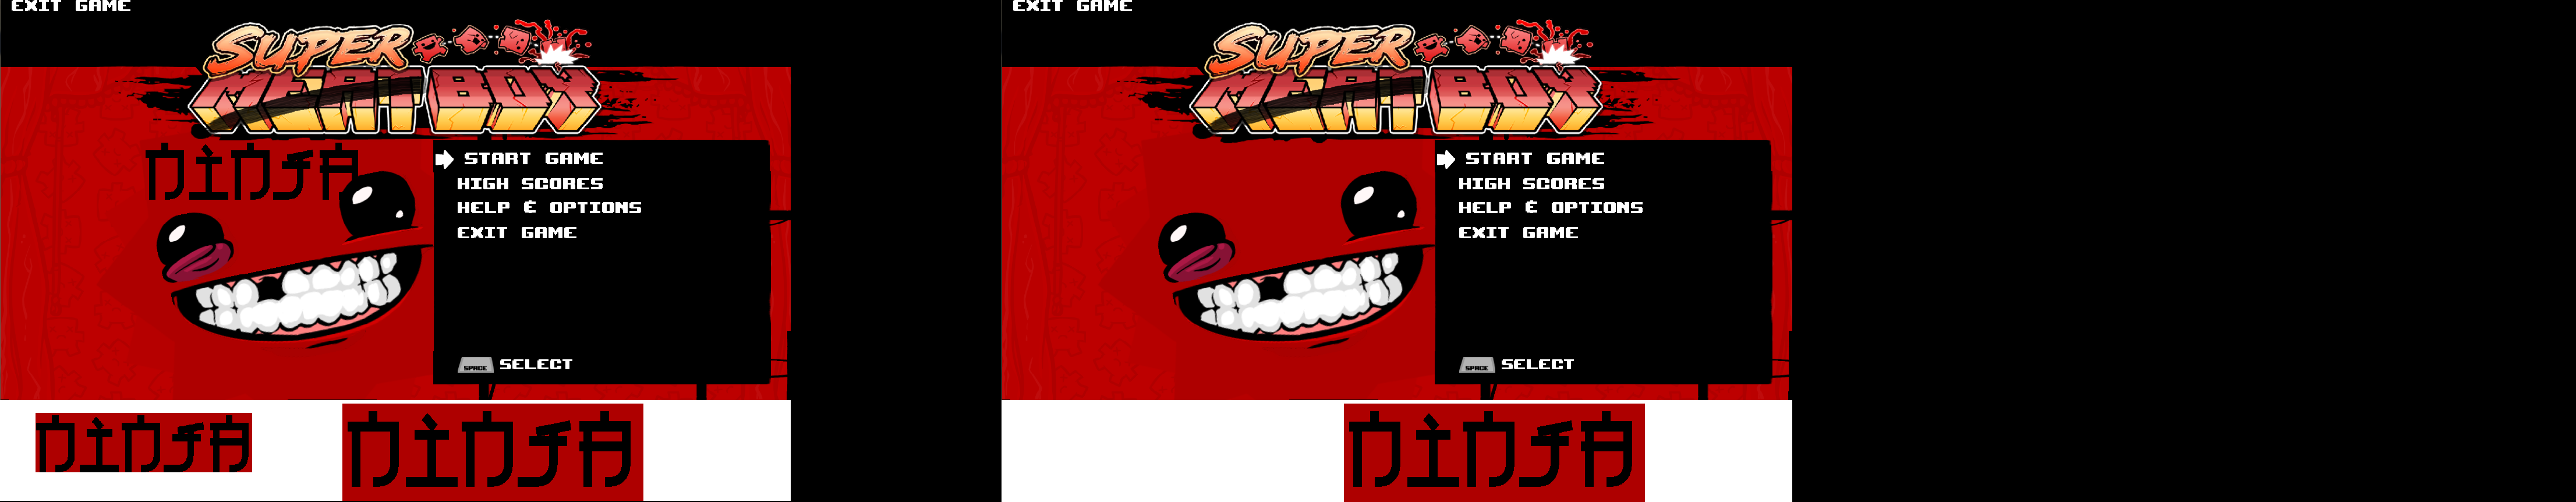 EXIT GAME
SUPER
MEAT BOY
NINJA
START GAME
HIGH SCORES
HELP & OPTIONS
EXIT GAME
SPACE SELECT
NINJA
NINJA
EXIT GAME
SUPER
MEAT BOY
START GAME
HIGH SCORES
HELP & OPTIONS
EXIT GAME
SPACE SELECT
NINJA